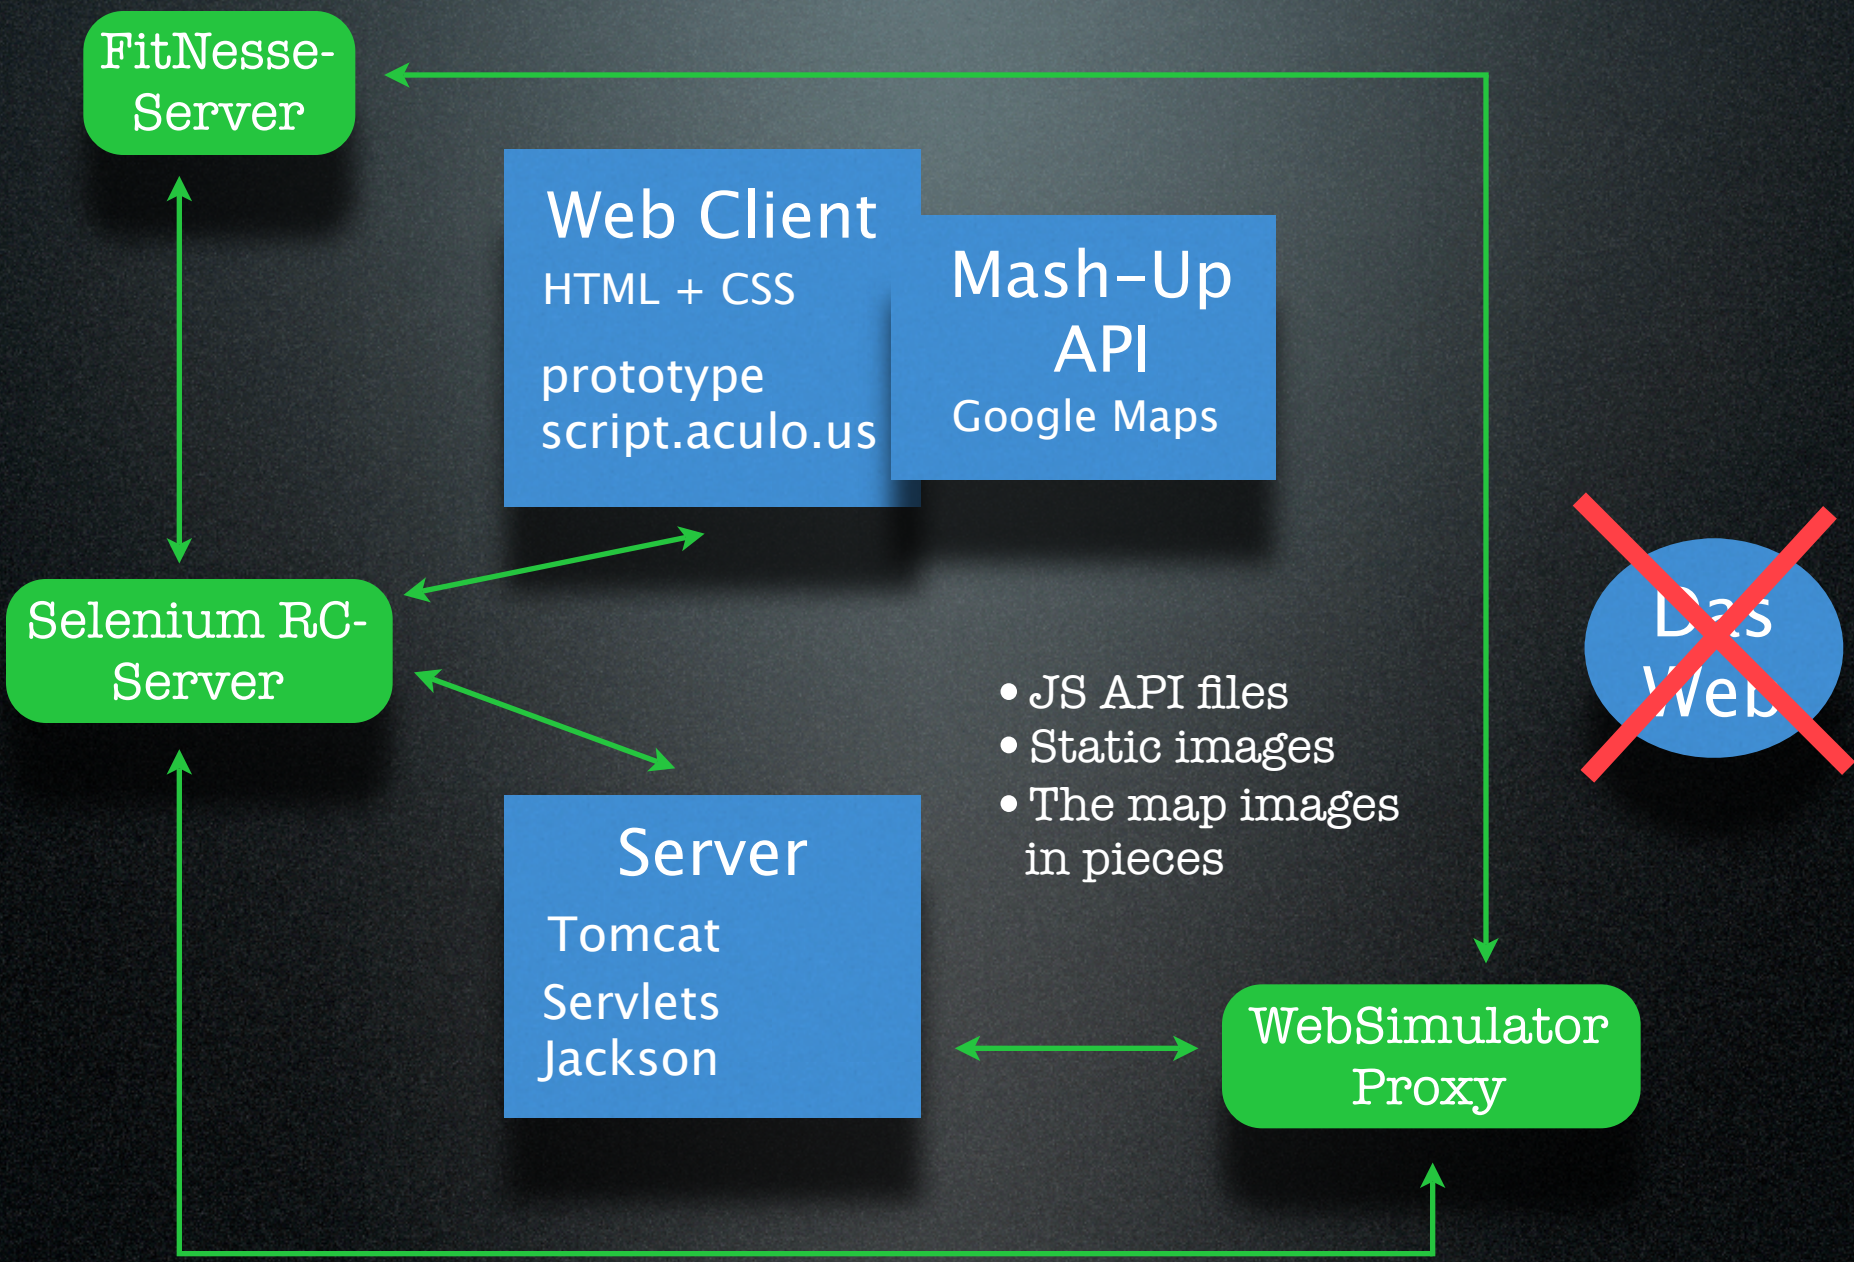 FitNesse-
Server
Web Client
HTML + CSS
prototype
script.aculo.us
Mash-Up
API
Google Maps
Das
Web
Selenium RC-
Server
• JS API files
• Static images
• The map images
in pieces
Server
Tomcat
Servlets
Jackson
WebSimulator
Proxy